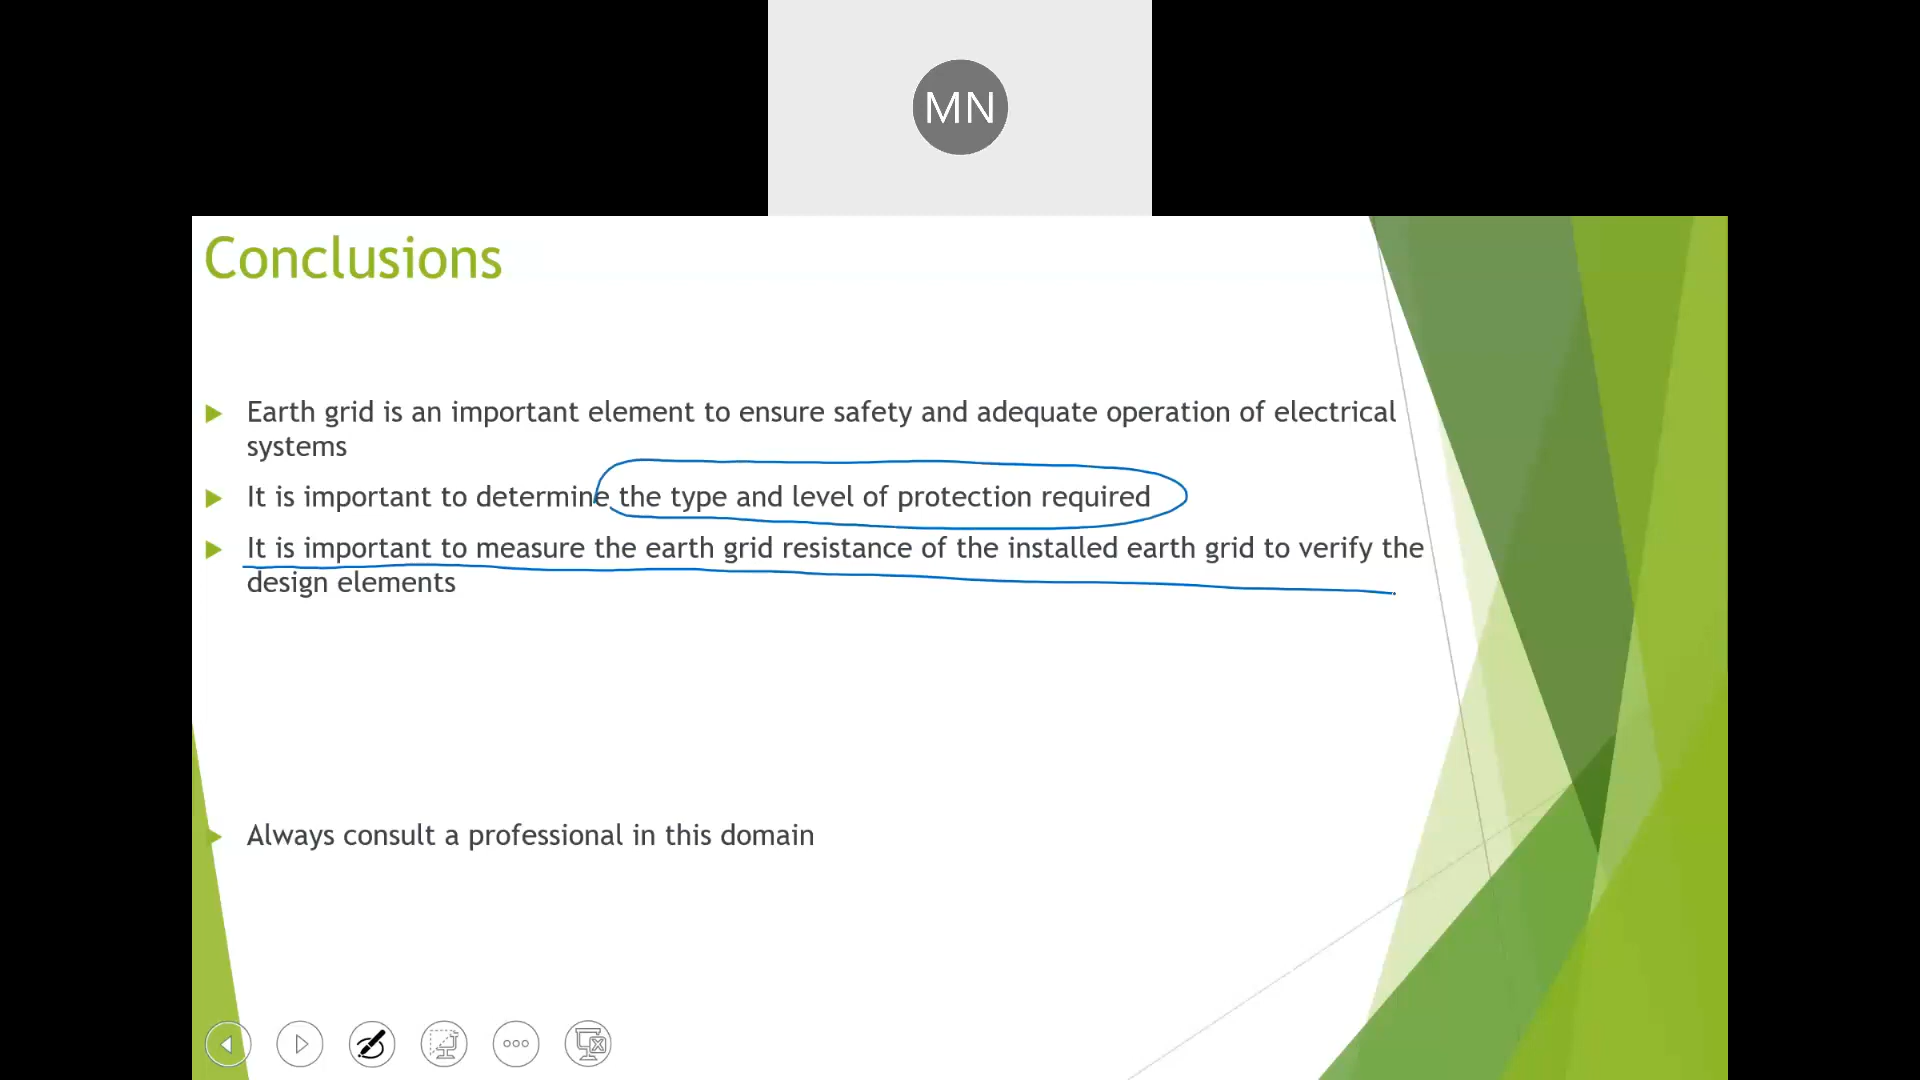 MN
Conclusions
Earth grid is an important element to ensure safety and adequate operation of electrical
systems
It is important to determine the type and level of protection required
It is important to measure the earth grid resistance of the installed earth grid to verify the
design elements
Always consult a professional in this domain